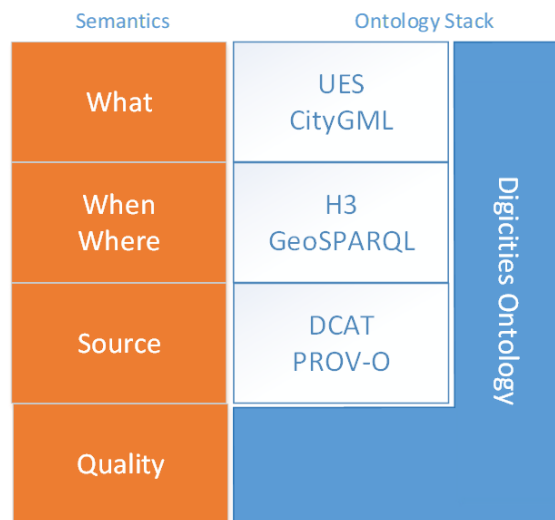 Semantics
Ontology Stack
What
UES
CityGML
When
Where
H3
GeoSPARQL
Source
DCAT
PROV-O
Quality
Digicities Ontology